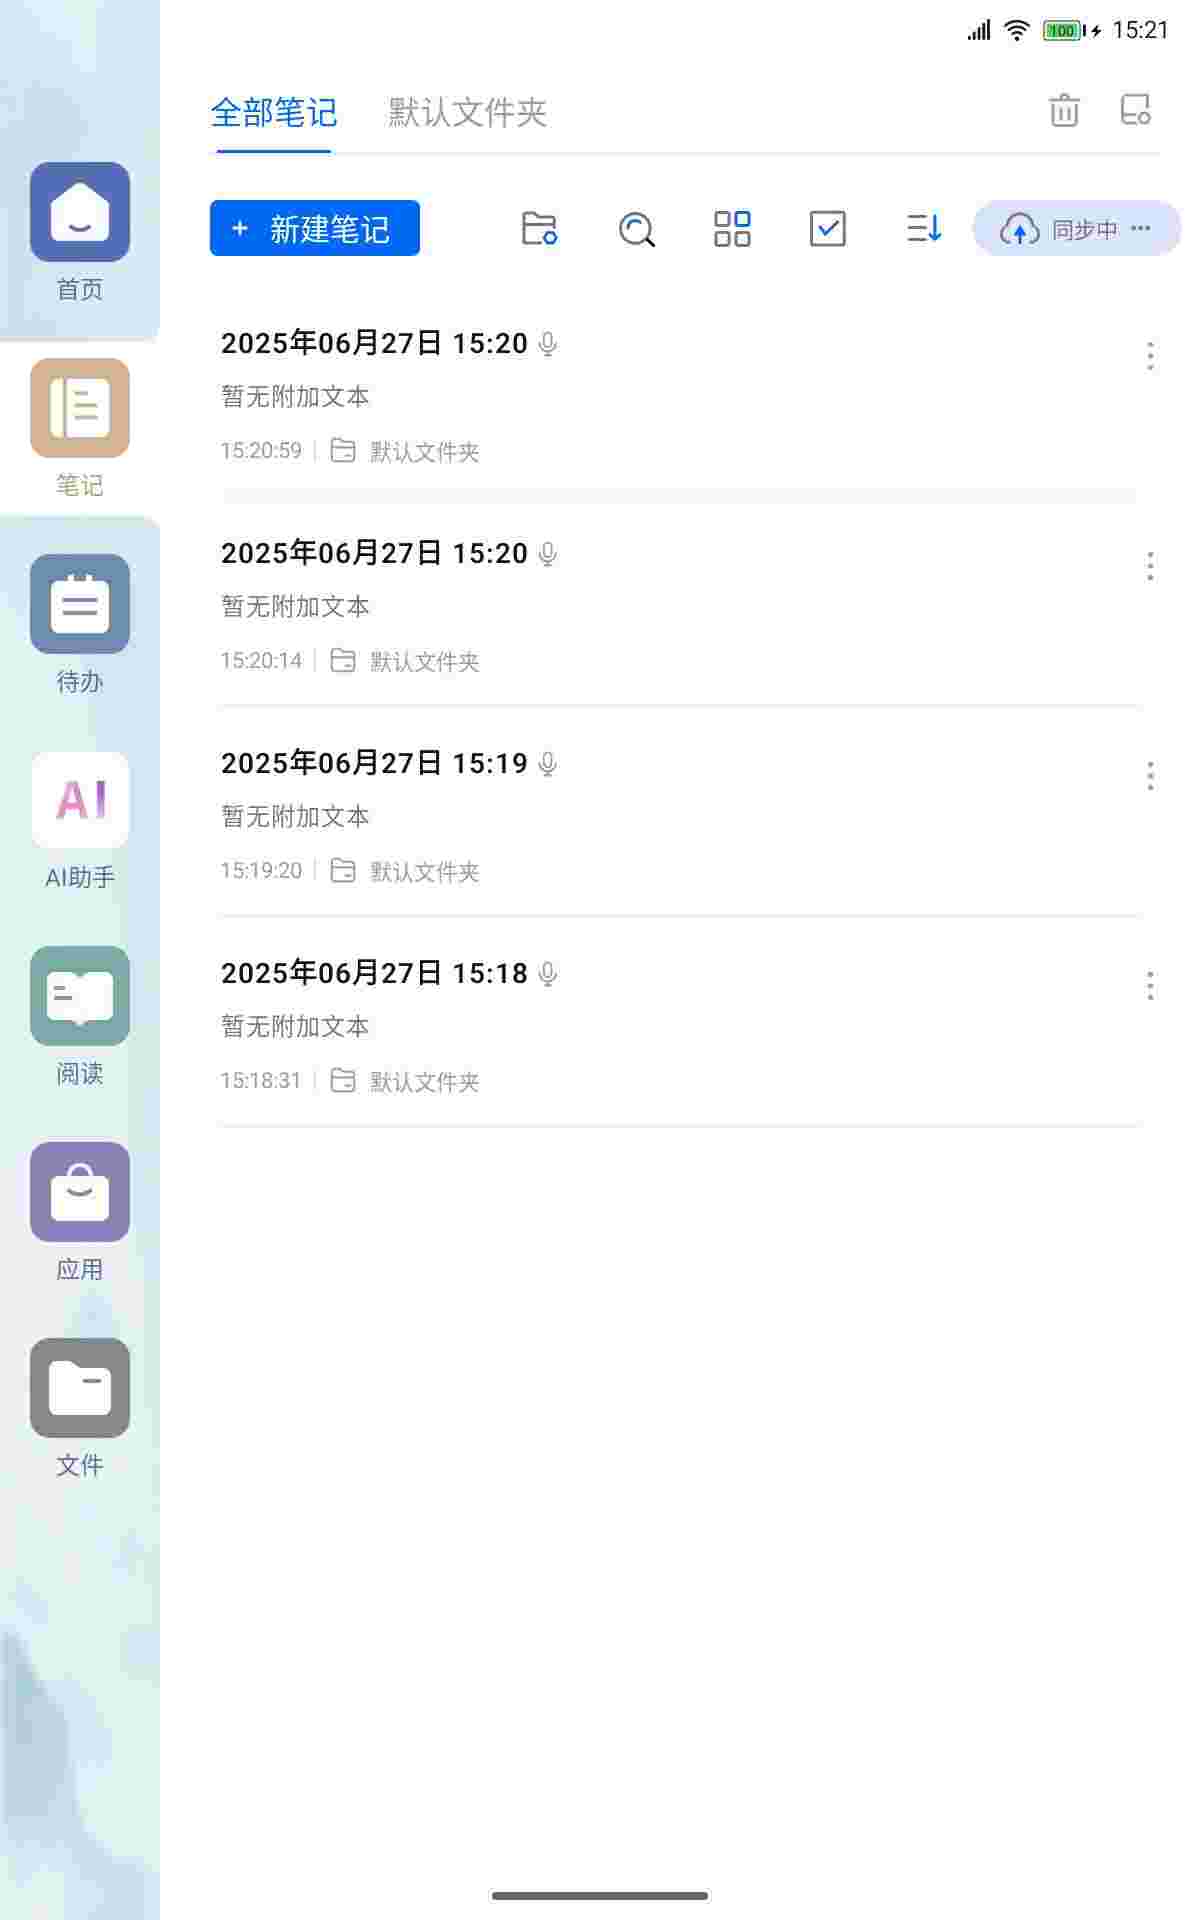 100 15:21
全部笔记 默认文件夹
+ 新建笔记 同步中 ···
首页
笔记
待办
AI
AI助手
阅读
应用
文件
2025年06月27日 15:20
暂无附加文本
15:20:59 默认文件夹
2025年06月27日 15:20
暂无附加文本
15:20:14 默认文件夹
2025年06月27日 15:19
暂无附加文本
15:19:20 默认文件夹
2025年06月27日 15:18
暂无附加文本
15:18:31 默认文件夹